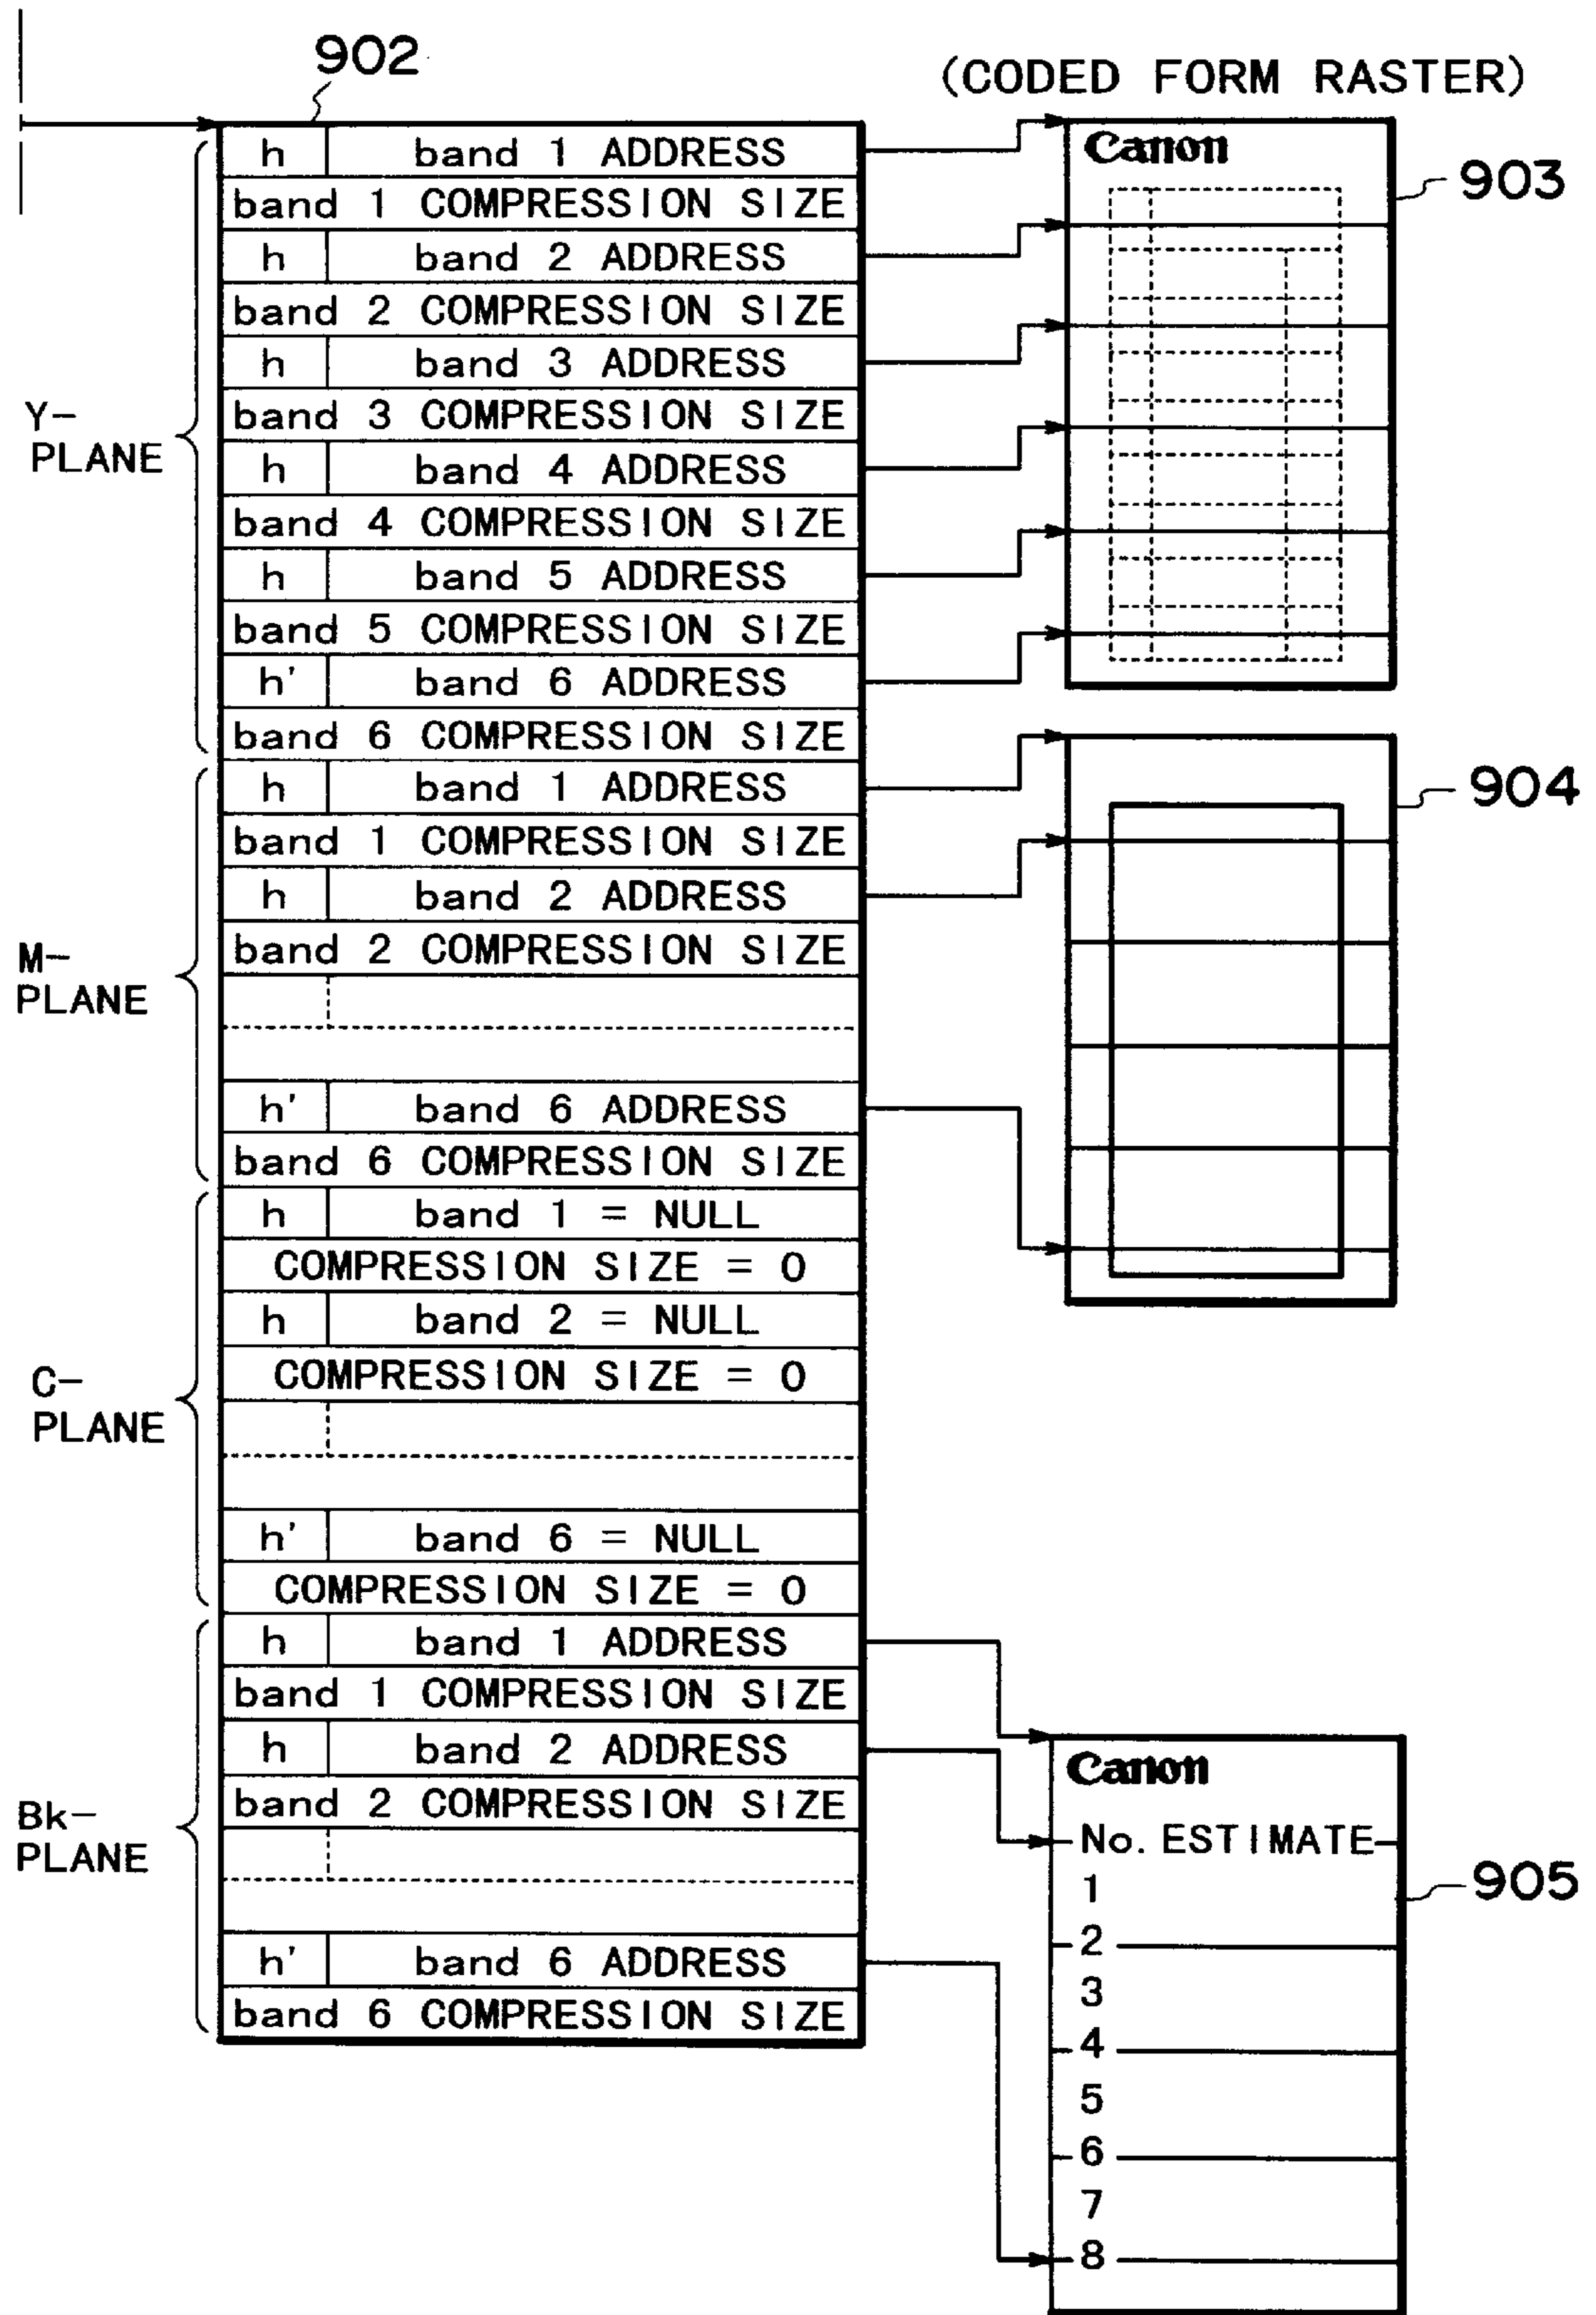 902
(CODED FORM RASTER)
h band 1 ADDRESS
band 1 COMPRESSION SIZE
h band 2 ADDRESS
band 2 COMPRESSION SIZE
h band 3 ADDRESS
band 3 COMPRESSION SIZE
h band 4 ADDRESS
band 4 COMPRESSION SIZE
h band 5 ADDRESS
band 5 COMPRESSION SIZE
h' band 6 ADDRESS
band 6 COMPRESSION SIZE
Y-
PLANE
Canon
903
h band 1 ADDRESS
band 1 COMPRESSION SIZE
h band 2 ADDRESS
band 2 COMPRESSION SIZE
h' band 6 ADDRESS
band 6 COMPRESSION SIZE
M-
PLANE
904
h band 1 = NULL
COMPRESSION SIZE = 0
h band 2 = NULL
COMPRESSION SIZE = 0
h' band 6 = NULL
COMPRESSION SIZE = 0
C-
PLANE
h band 1 ADDRESS
band 1 COMPRESSION SIZE
h band 2 ADDRESS
band 2 COMPRESSION SIZE
h' band 6 ADDRESS
band 6 COMPRESSION SIZE
Bk-
PLANE
Canon
No. ESTIMATE
1
2
3
4
5
6
7
8
905